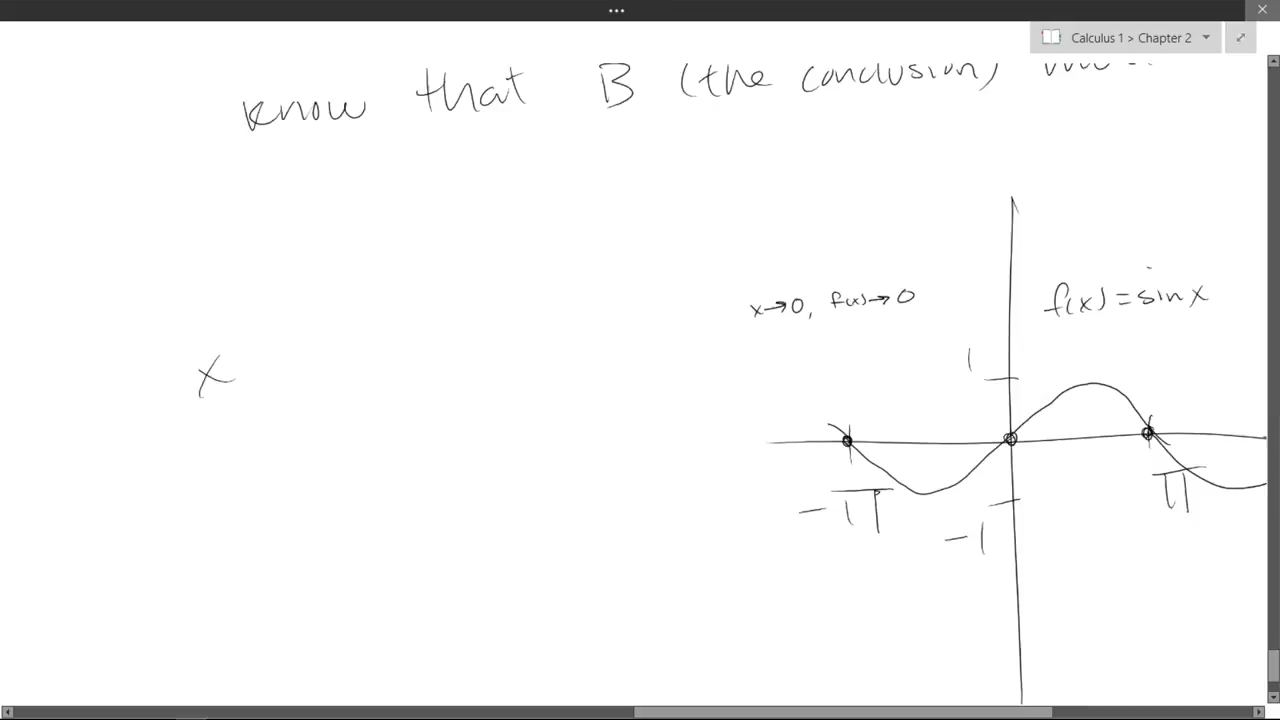 Calculus 1 > Chapter 2
know that B (the conclusion)
x→0, f(x)→0
f(x) = sin x
1
x
-π
π
-1